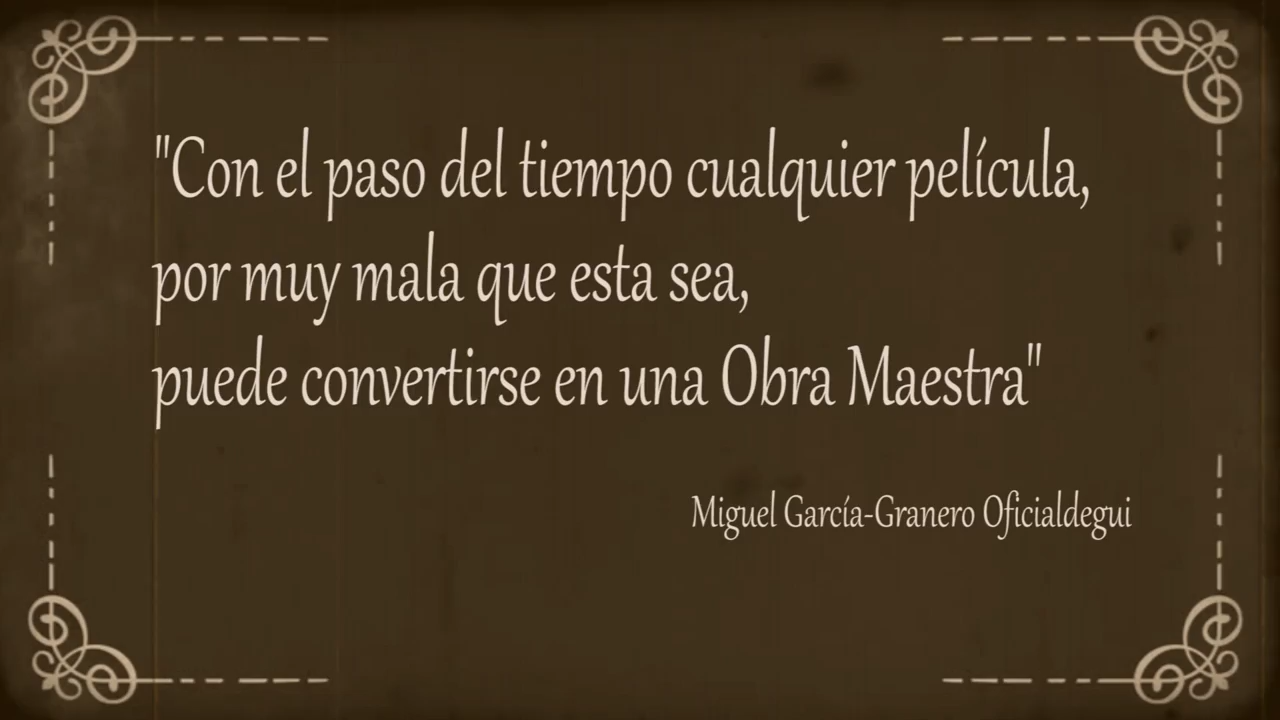 "Con el paso del tiempo cualquier película,
por muy mala que esta sea,
puede convertirse en una Obra Maestra"
Miguel García-Granero Oficialdegui